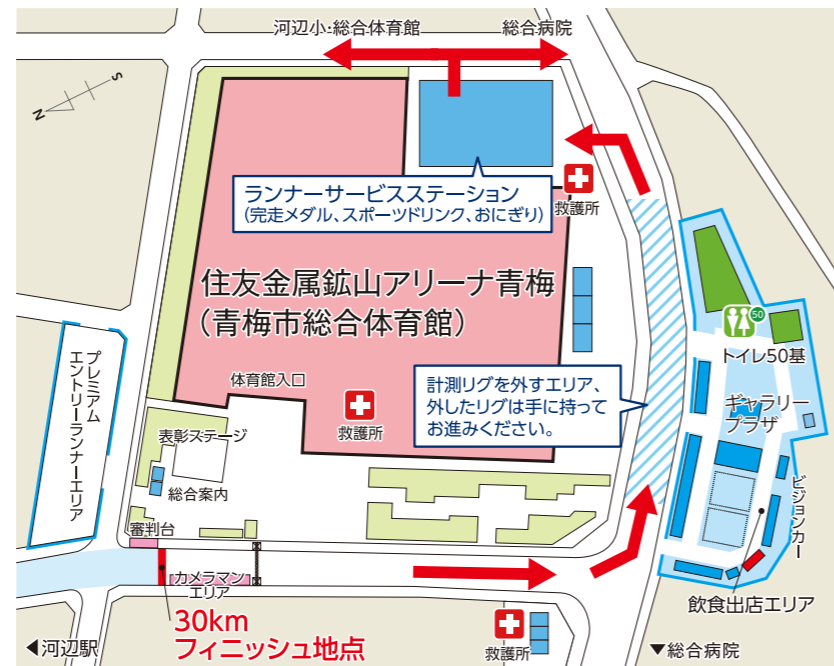 河辺小・総合体育館
総合病院
S
N
ランナーサービスステーション
(完走メダル、スポーツドリンク、おにぎり)
救護所
住友金属鉱山アリーナ青梅
(青梅市総合体育館)
50
トイレ50基
プレミアム
エントリーランナーエリア
体育館入口
救護所
計測リグを外すエリア、
外したリグは手に持って
お進みください。
ギャラリー
プラザ
表彰ステージ
総合案内
ビジョンカー
審判台
カメラマン
エリア
飲食出店エリア
30km
フィニッシュ地点
◀河辺駅
救護所
▼総合病院